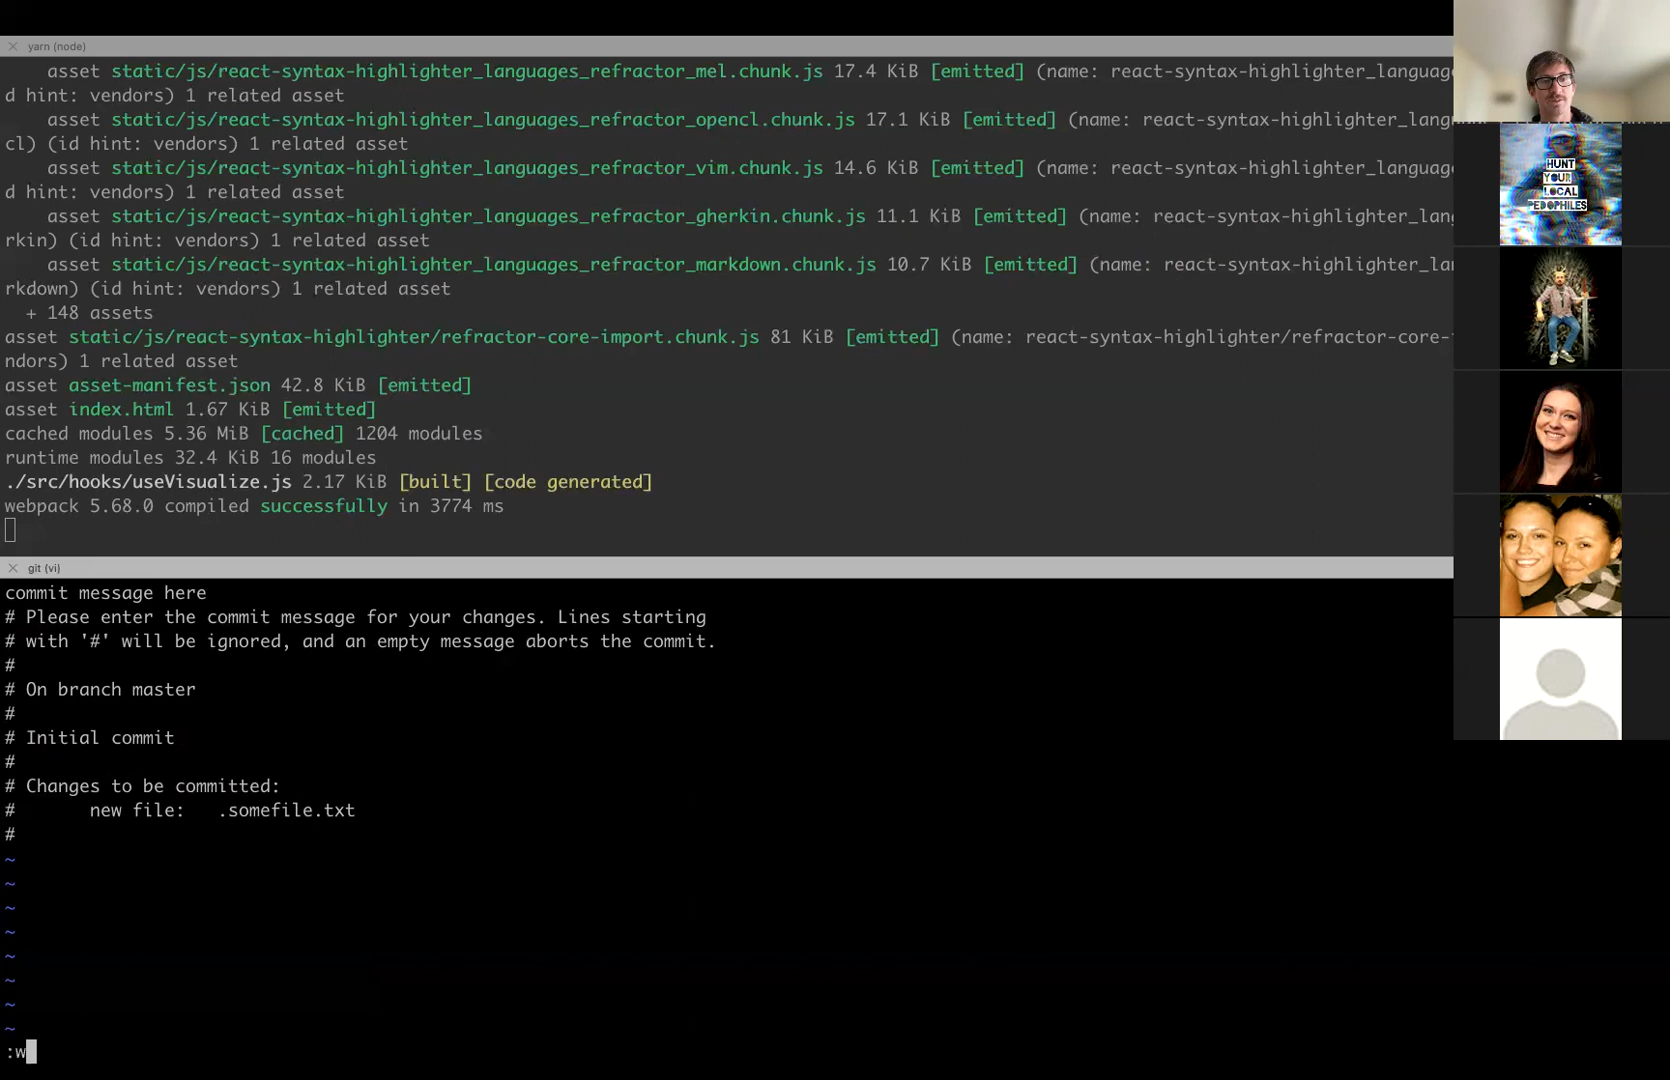 yarn (node)
asset static/js/react-syntax-highlighter_languages_refractor_mel.chunk.js 17.4 KiB [emitted] (name: react-syntax-highlighter_languag
d hint: vendors) 1 related asset
asset static/js/react-syntax-highlighter_languages_refractor_opencl.chunk.js 17.1 KiB [emitted] (name: react-syntax-highlighter_lang
cl) (id hint: vendors) 1 related asset
asset static/js/react-syntax-highlighter_languages_refractor_vim.chunk.js 14.6 KiB [emitted] (name: react-syntax-highlighter_languag
d hint: vendors) 1 related asset
asset static/js/react-syntax-highlighter_languages_refractor_gherkin.chunk.js 11.1 KiB [emitted] (name: react-syntax-highlighter_lan
rkin) (id hint: vendors) 1 related asset
asset static/js/react-syntax-highlighter_languages_refractor_markdown.chunk.js 10.7 KiB [emitted] (name: react-syntax-highlighter_la
rkdown) (id hint: vendors) 1 related asset
+ 148 assets
asset static/js/react-syntax-highlighter/refractor-core-import.chunk.js 81 KiB [emitted] (name: react-syntax-highlighter/refractor-core-
ndors) 1 related asset
asset asset-manifest.json 42.8 KiB [emitted]
asset index.html 1.67 KiB [emitted]
cached modules 5.36 MiB [cached] 1204 modules
runtime modules 32.4 KiB 16 modules
./src/hooks/useVisualize.js 2.17 KiB [built] [code generated]
webpack 5.68.0 compiled successfully in 3774 ms
git (vi)
commit message here
# Please enter the commit message for your changes. Lines starting
# with '#' will be ignored, and an empty message aborts the commit.
#
# On branch master
#
# Initial commit
#
# Changes to be committed:
#       new file:   .somefile.txt
#
~
~
~
~
~
~
~
~
:w
HUNT
YOUR
LOCAL
PEDOPHILES